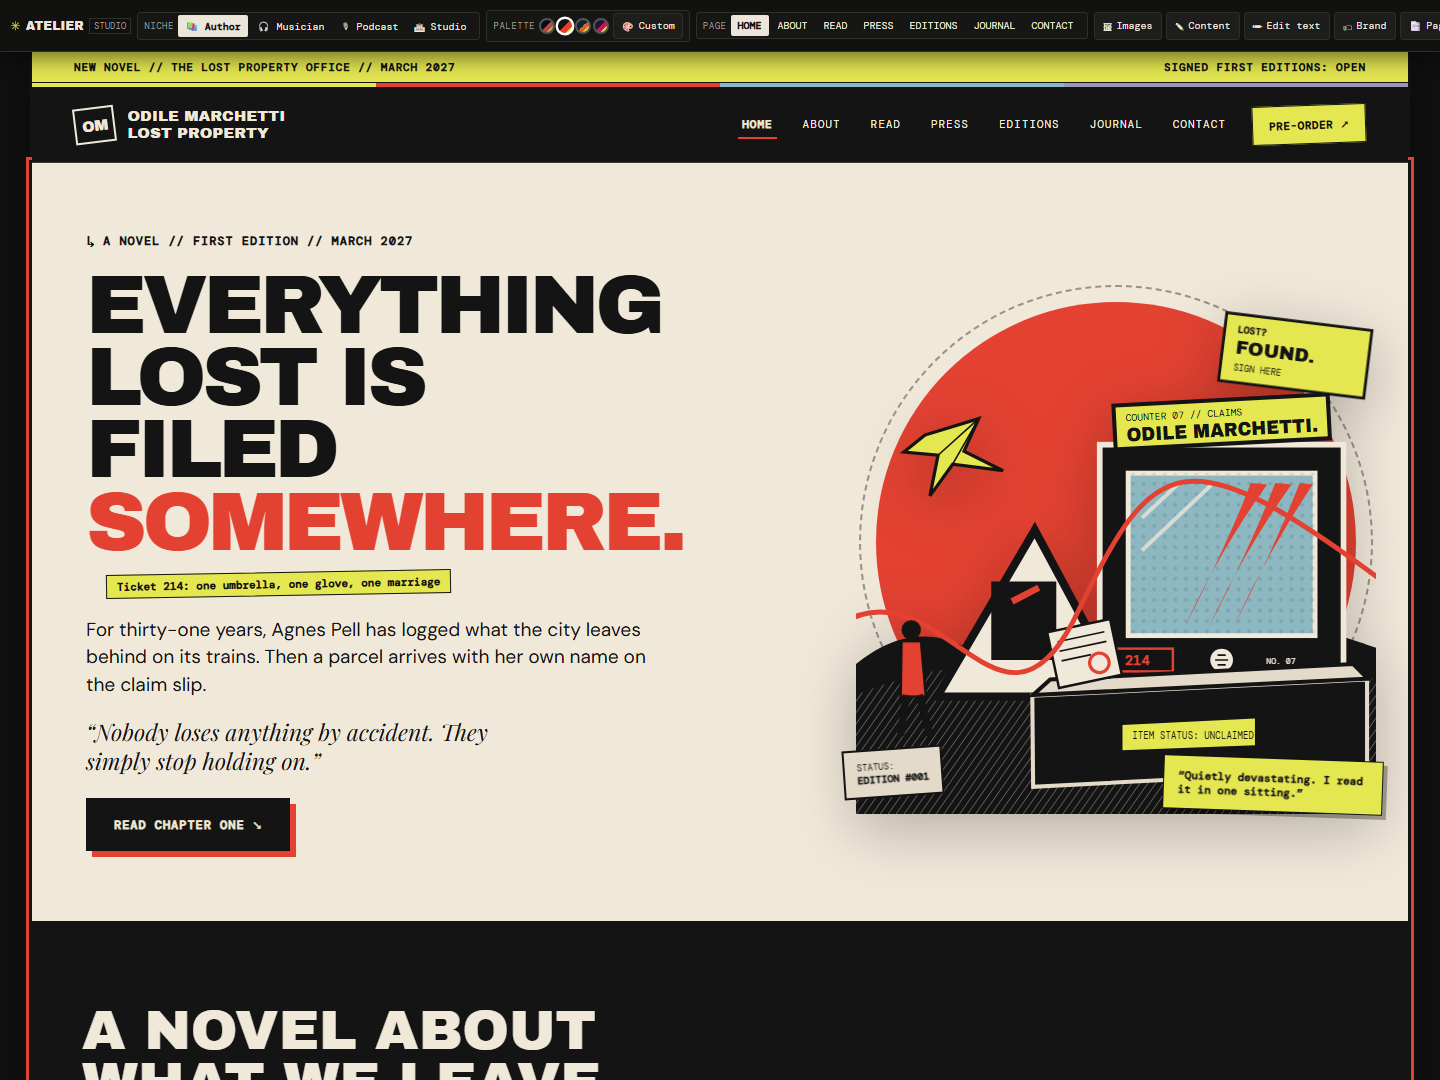 ATELIER STUDIO NICHE Author Musician Podcast Studio PALETTE Custom PAGE HOME ABOUT READ PRESS EDITIONS JOURNAL CONTACT Images Content Edit text Brand
NEW NOVEL // THE LOST PROPERTY OFFICE // MARCH 2027
SIGNED FIRST EDITIONS: OPEN
OM
ODILE MARCHETTI
LOST PROPERTY
HOME ABOUT READ PRESS EDITIONS JOURNAL CONTACT PRE-ORDER ↗
↳ A NOVEL // FIRST EDITION // MARCH 2027
EVERYTHING
LOST IS
FILED
SOMEWHERE.
Ticket 214: one umbrella, one glove, one marriage
For thirty-one years, Agnes Pell has logged what the city leaves
behind on its trains. Then a parcel arrives with her own name on
the claim slip.
“Nobody loses anything by accident. They
simply stop holding on.”
READ CHAPTER ONE ↘
LOST?
FOUND.
SIGN HERE
COUNTER 07 // CLAIMS
ODILE MARCHETTI.
214
NO. 07
ITEM STATUS: UNCLAIMED
STATUS:
EDITION #001
“Quietly devastating. I read
it in one sitting.”
A NOVEL ABOUT
WHAT WE LEAVE